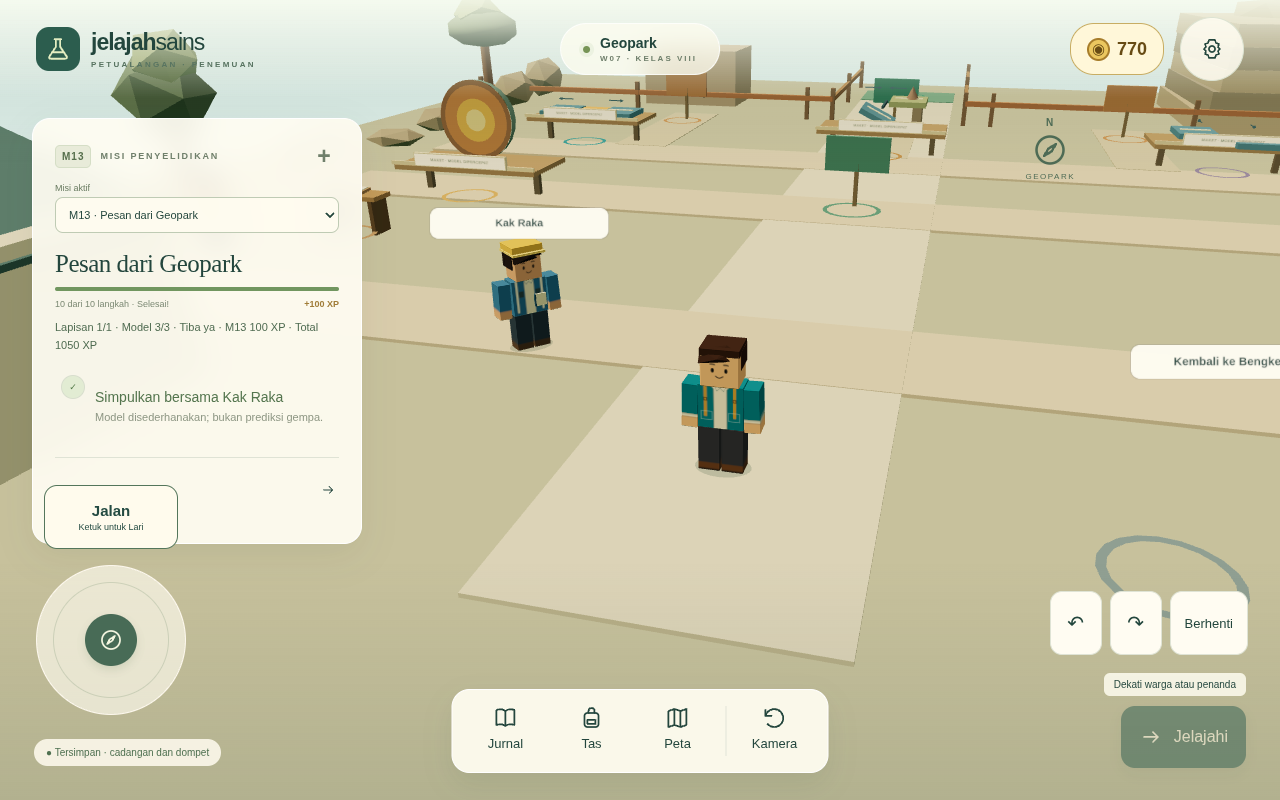 jelajahsains
PETUALANGAN · PENEMUAN
Geopark
W07 · KELAS VIII
770
M13 MISI PENYELIDIKAN
Misi aktif
M13 · Pesan dari Geopark
Pesan dari Geopark
10 dari 10 langkah · Selesai!
+100 XP
Lapisan 1/1 · Model 3/3 · Tiba ya · M13 100 XP · Total
1050 XP
✓
Simpulkan bersama Kak Raka
Model disederhanakan; bukan prediksi gempa.
Jalan
Ketuk untuk Lari
Kak Raka
N
GEOPARK
Kembali ke Bengke
Berhenti
Dekati warga atau penanda
Jelajahi
Jurnal
Tas
Peta
Kamera
● Tersimpan · cadangan dan dompet